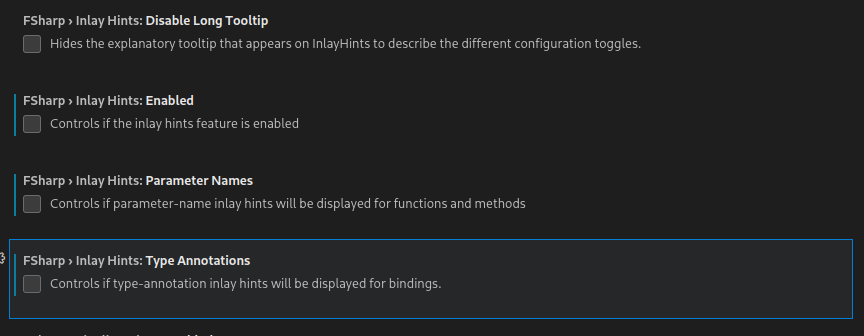 FSharp › Inlay Hints: Disable Long Tooltip
Hides the explanatory tooltip that appears on InlayHints to describe the different configuration toggles.
FSharp › Inlay Hints: Enabled
Controls if the inlay hints feature is enabled
FSharp › Inlay Hints: Parameter Names
Controls if parameter-name inlay hints will be displayed for functions and methods
FSharp › Inlay Hints: Type Annotations
Controls if type-annotation inlay hints will be displayed for bindings.